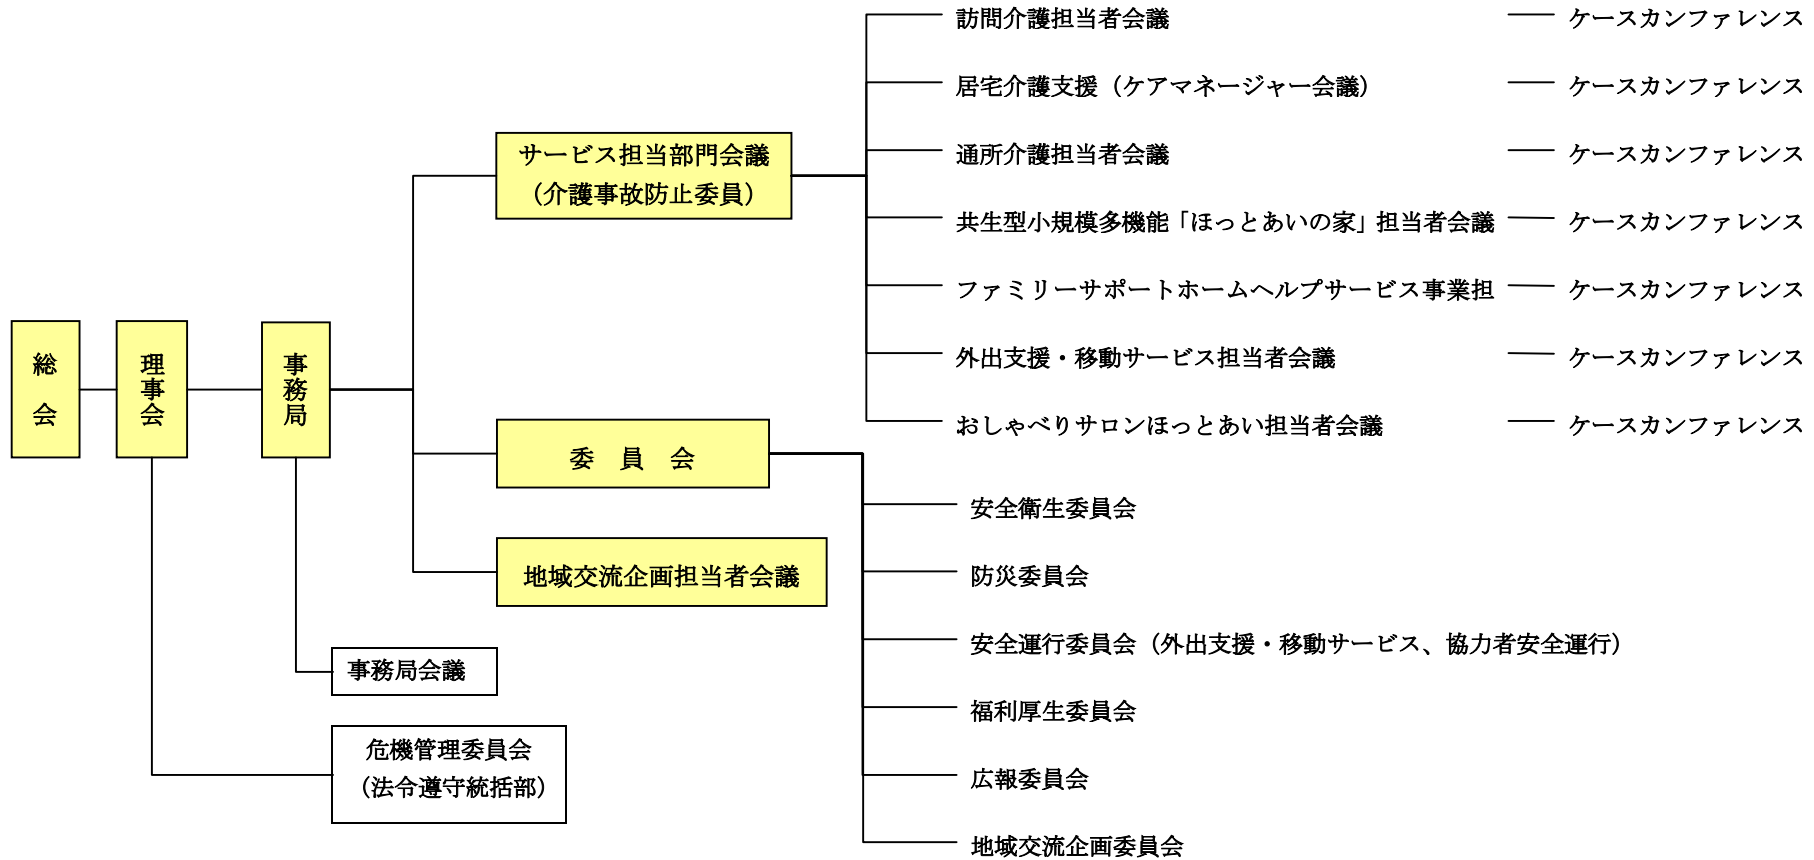 訪問介護担当者会議 ケースカンファレンス
居宅介護支援（ケアマネージャー会議） ケースカンファレンス
サービス担当部門会議
（介護事故防止委員）
通所介護担当者会議 ケースカンファレンス
共生型小規模多機能「ほっとあいの家」担当者会議 ケースカンファレンス
ファミリーサポートホームヘルプサービス事業担 ケースカンファレンス
外出支援・移動サービス担当者会議 ケースカンファレンス
おしゃべりサロンほっとあい担当者会議 ケースカンファレンス
総会
理事会
事務局
委員会
安全衛生委員会
防災委員会
安全運行委員会（外出支援・移動サービス、協力者安全運行）
福利厚生委員会
広報委員会
地域交流企画委員会
地域交流企画担当者会議
事務局会議
危機管理委員会
（法令遵守統括部）